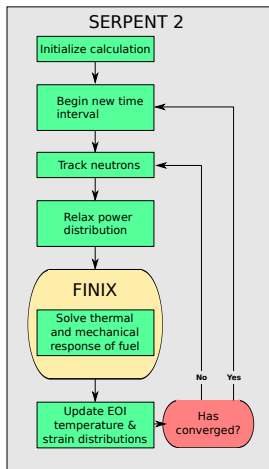 SERPENT 2
Initialize calculation
Begin new time
interval
Track neutrons
Relax power
distribution
FINIX
Solve thermal
and mechanical
response of fuel
No
Yes
Update EOI
temperature &
strain distributions
Has
converged?